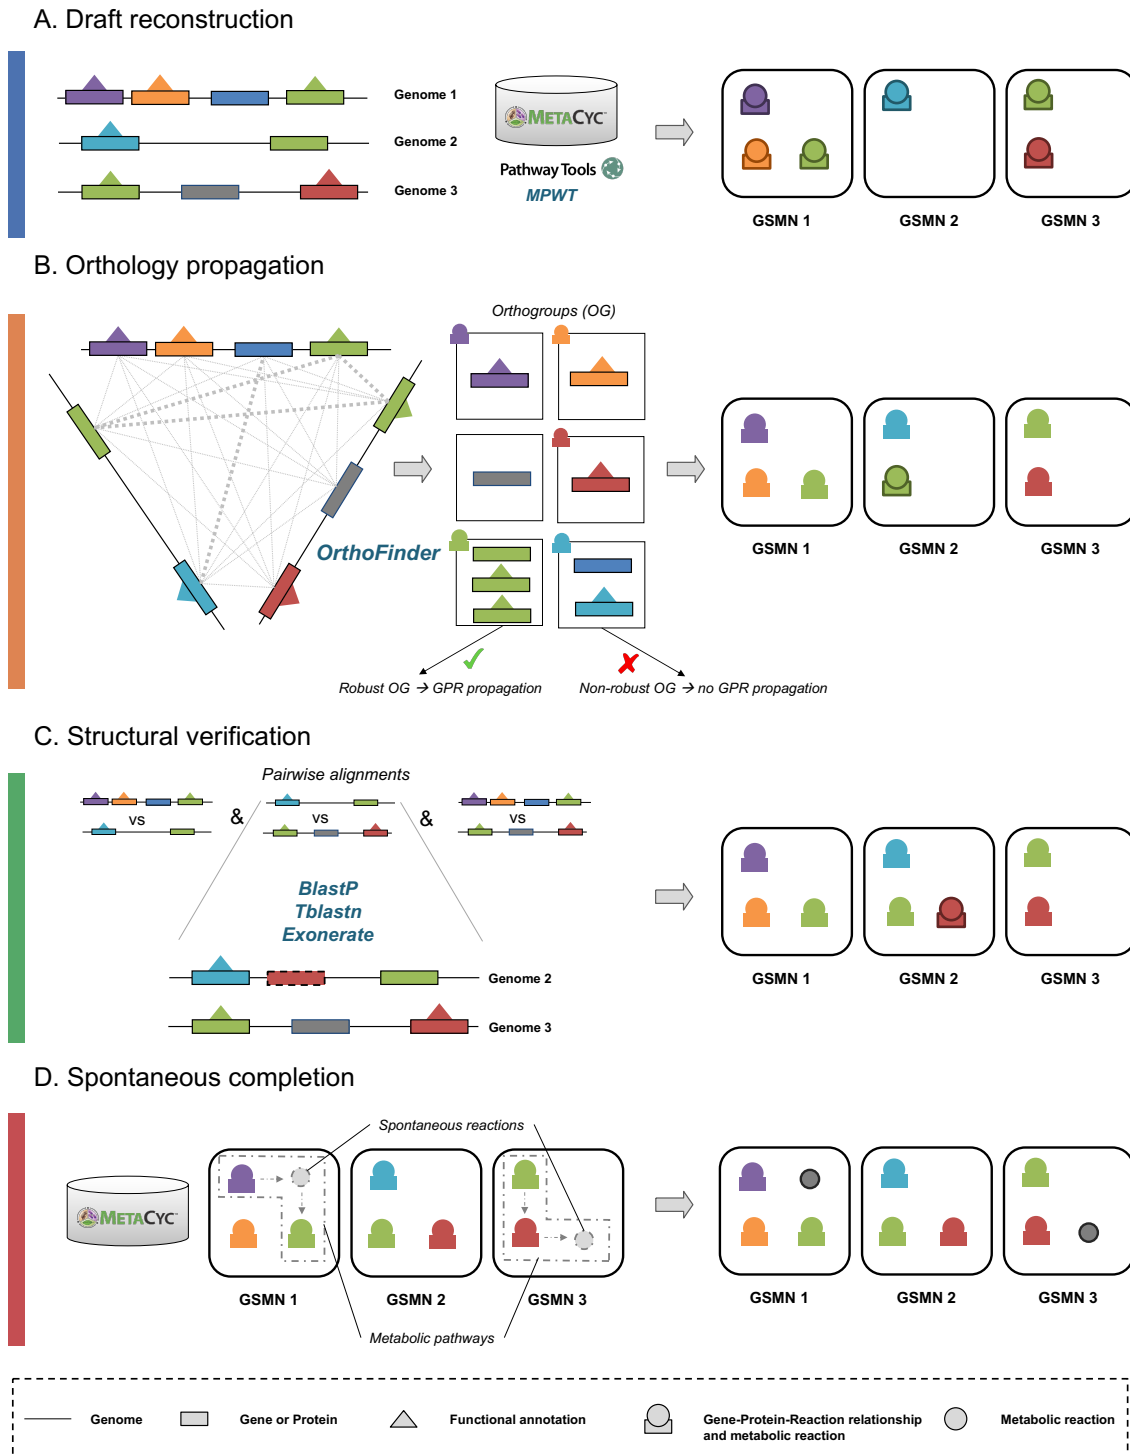 A. Draft reconstruction
Genome 1
Genome 2
Genome 3
METACYC™
Pathway Tools
MPWT
GSMN 1
GSMN 2
GSMN 3
B. Orthology propagation
Orthogroups (OG)
OrthoFinder
GSMN 1
GSMN 2
GSMN 3
Robust OG → GPR propagation
Non-robust OG → no GPR propagation
C. Structural verification
Pairwise alignments
VS
&
VS
&
VS
BlastP
Tblastn
Exonerate
Genome 2
Genome 3
GSMN 1
GSMN 2
GSMN 3
D. Spontaneous completion
Spontaneous reactions
METACYC™
GSMN 1
GSMN 2
GSMN 3
Metabolic pathways
GSMN 1
GSMN 2
GSMN 3
Genome
Gene or Protein
Functional annotation
Gene-Protein-Reaction relationship
and metabolic reaction
Metabolic reaction